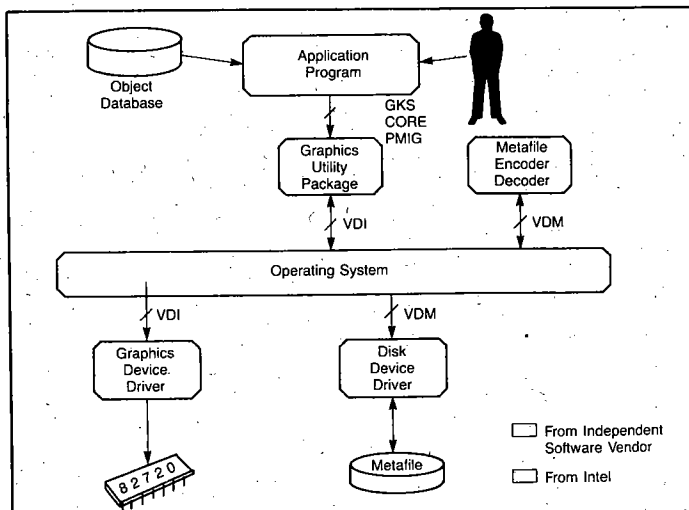 Object
Database
Application
Program
GKS
CORE
PMIG
Graphics
Utility
Package
Metafile
Encoder
Decoder
VDI
VDM
Operating System
VDI
VDM
Graphics
Device
Driver
Disk
Device
Driver
82720
Metafile
From Independent
Software Vendor
From Intel